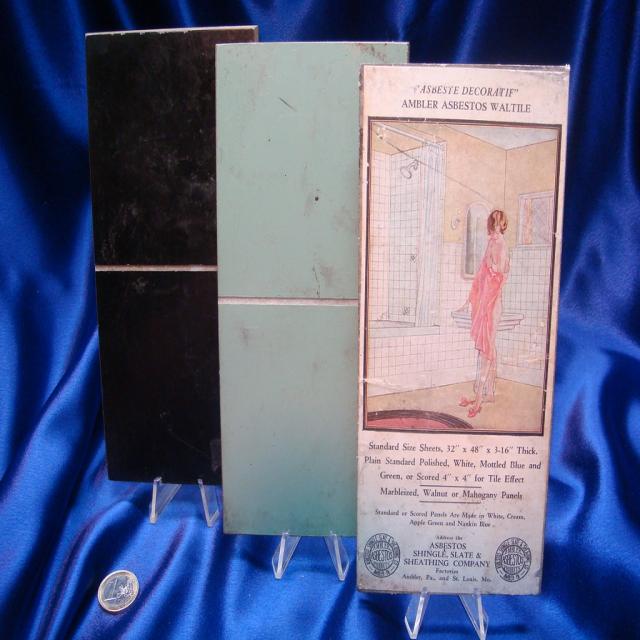 "ASBESTE DECORATIF"
AMBLER ASBESTOS WALTILE
Standard Size Sheets, 32" x 48" x 3-16" Thick.
Plain Standard Polished, White, Mottled Blue and
Green, or Scored 4" x 4" for Tile Effect
Marbleized, Walnut or Mahogany Panels
Standard or Scored Panels Are Made in White, Cream,
Apple Green and Nankin Blue
Address the
ASBESTOS
SHINGLE, SLATE &
SHEATHING COMPANY
Factories
Ambler, Pa., and St. Louis, Mo.